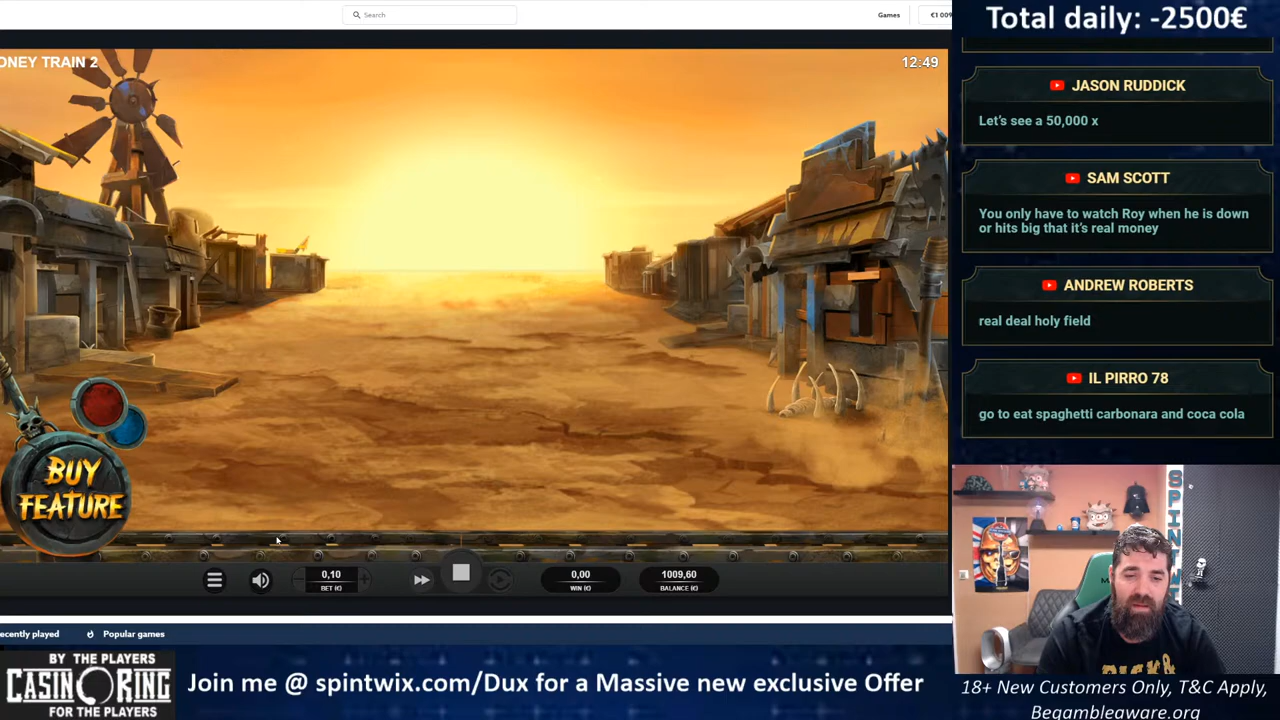 Search
Games
€1 009
Total daily: -2500€
ONEY TRAIN 2
12:49
JASON RUDDICK
Let's see a 50,000 x
SAM SCOTT
You only have to watch Roy when he is down
or hits big that it's real money
ANDREW ROBERTS
real deal holy field
IL PIRRO 78
go to eat spaghetti carbonara and coca cola
BUY
FEATURE
0,10
BET (€)
0,00
WIN (€)
1009,60
BALANCE (€)
ecently played
Popular games
BY THE PLAYERS
CASINORING
FOR THE PLAYERS
Join me @ spintwix.com/Dux for a Massive new exclusive Offer
18+ New Customers Only, T&C Apply,
Begambleaware.org